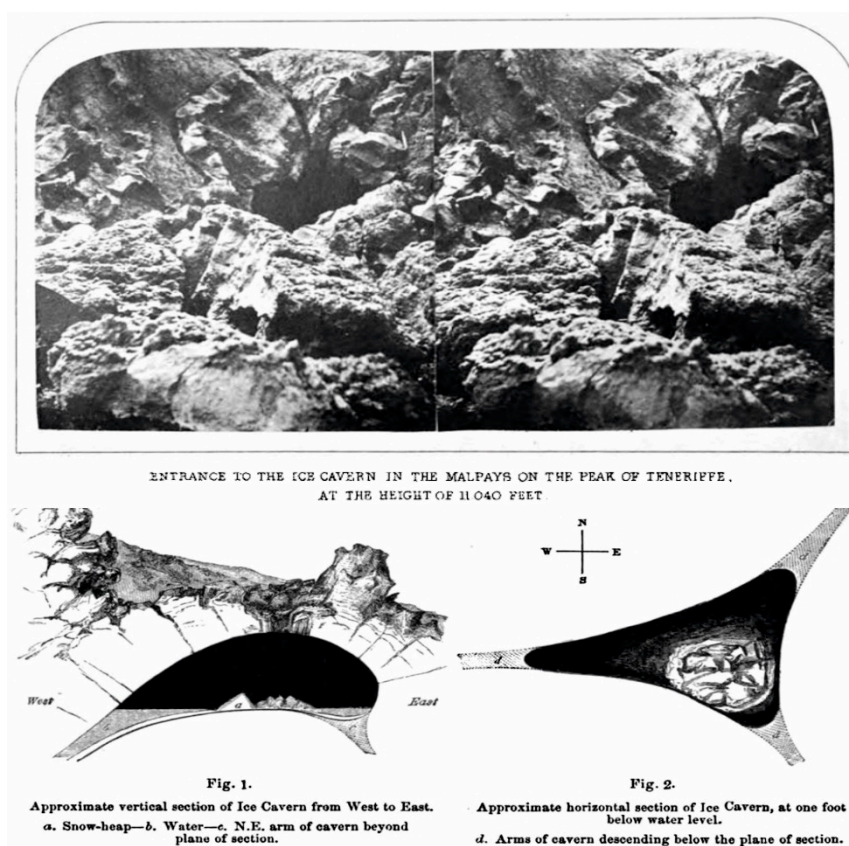 ENTRANCE TO THE ICE CAVERN IN THE MALPAYS ON THE PEAK OF TENERIFFE,
AT THE HEIGHT OF 11 040 FEET.
N
W E
S
d
d
d
West
a
East
c
Fig. 1.
Approximate vertical section of Ice Cavern from West to East.
a. Snow-heap—b. Water—c. N.E. arm of cavern beyond
plane of section.
Fig. 2.
Approximate horizontal section of Ice Cavern, at one foot
below water level.
d. Arms of cavern descending below the plane of section.